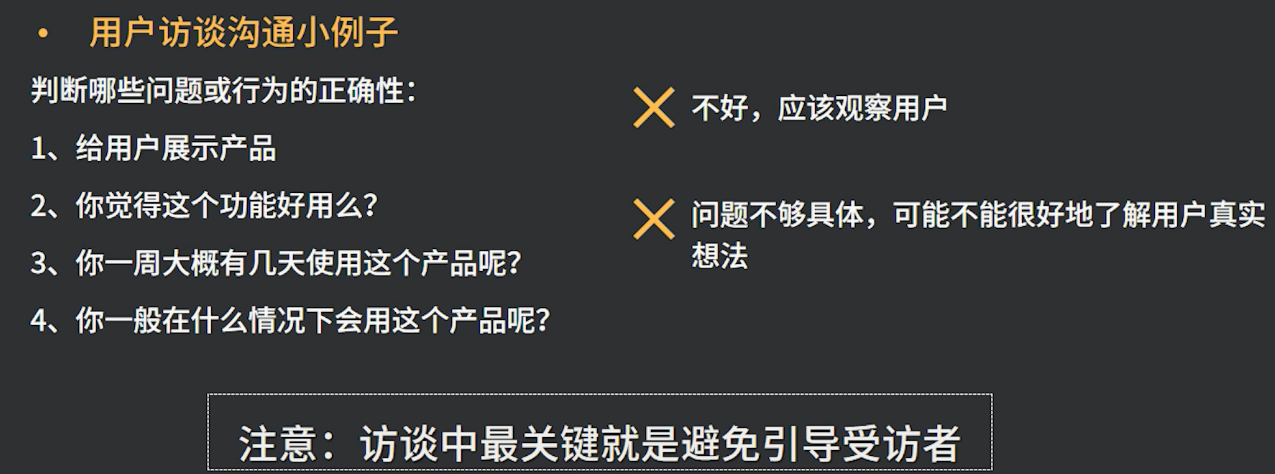 • 用户访谈沟通小例子
判断哪些问题或行为的正确性：
不好，应该观察用户
1、给用户展示产品
2、你觉得这个功能好用么？
问题不够具体，可能不能很好地了解用户真实
想法
3、你一周大概有几天使用这个产品呢？
4、你一般在什么情况下会用这个产品呢？
注意：访谈中最关键就是避免引导受访者